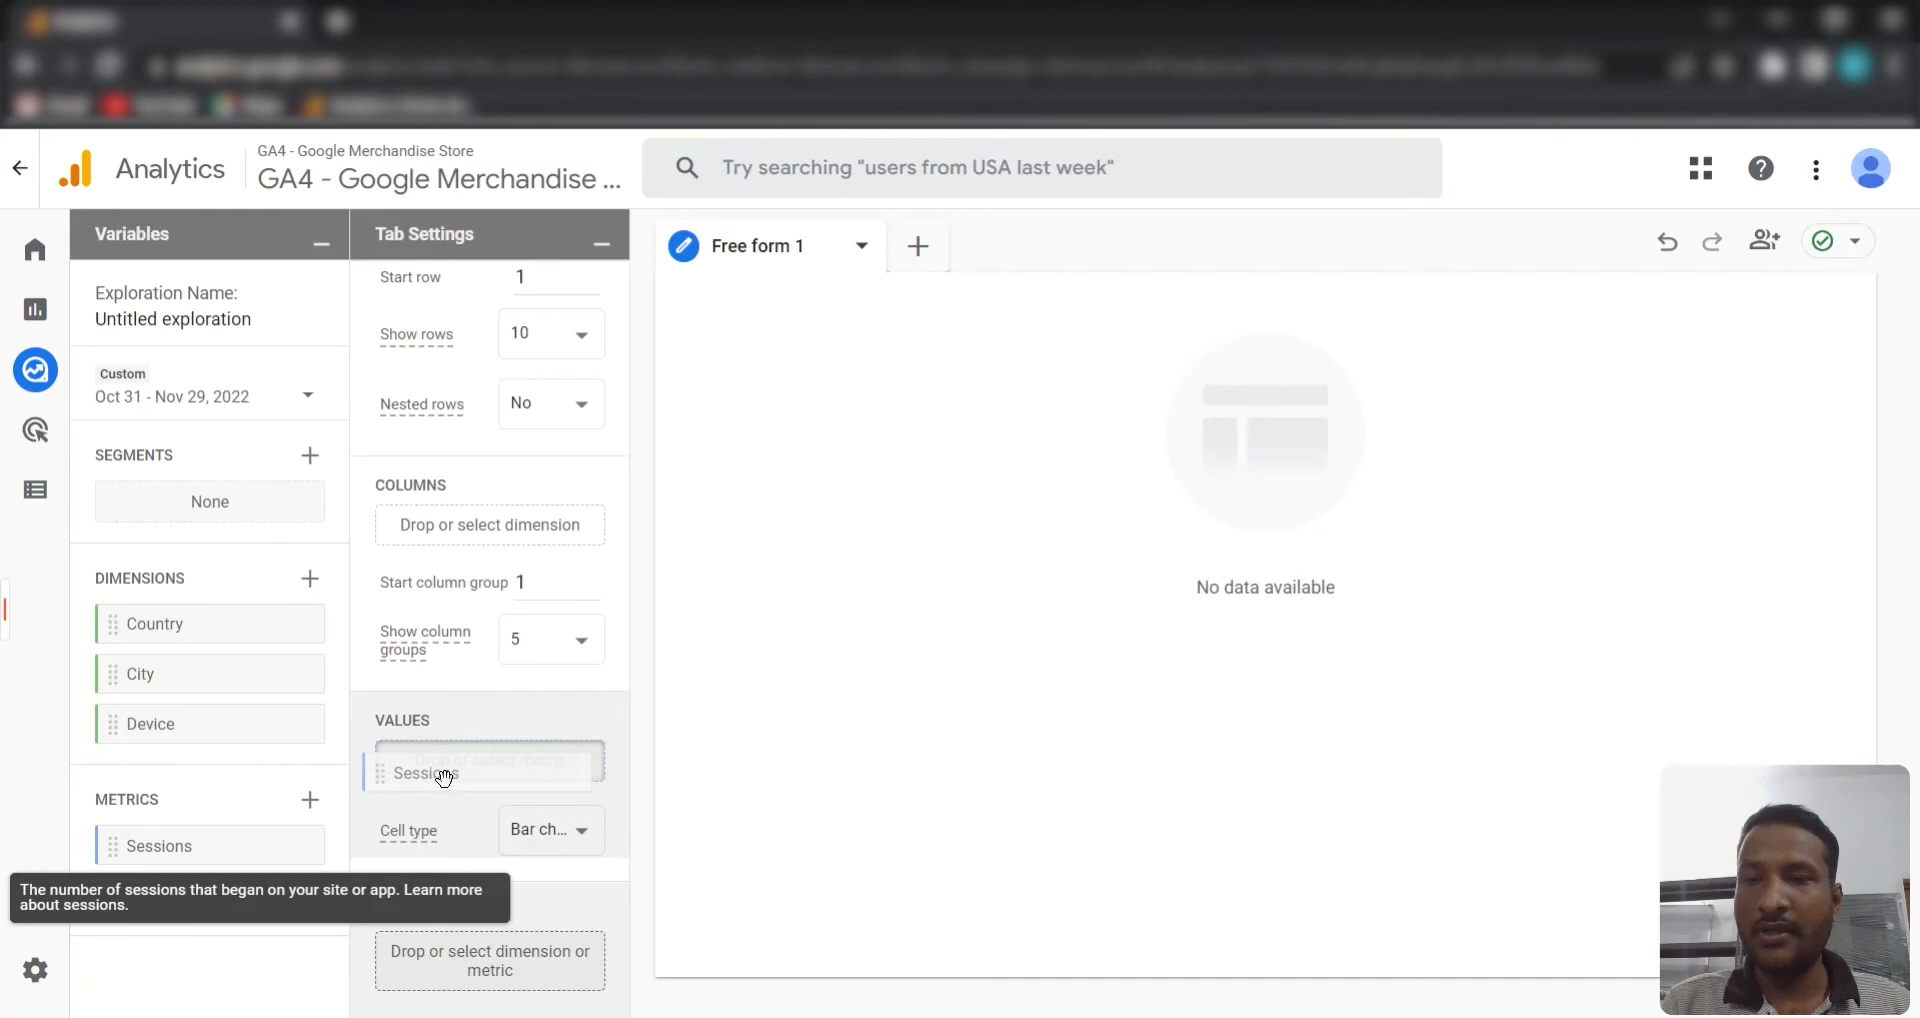 GA4 - Google Merchandise Store
Analytics
GA4 - Google Merchandise ...
Try searching "users from USA last week"
Variables
Tab Settings
Free form 1
Exploration Name:
Untitled exploration
Custom
Oct 31 - Nov 29, 2022
SEGMENTS
None
DIMENSIONS
Country
City
Device
METRICS
Sessions
The number of sessions that began on your site or app. Learn more
about sessions.
Start row 1
Show rows 10
Nested rows No
COLUMNS
Drop or select dimension
Start column group 1
Show column
groups
5
VALUES
Drop or select metric
Sessions
Cell type Bar ch...
Drop or select dimension or
metric
No data available